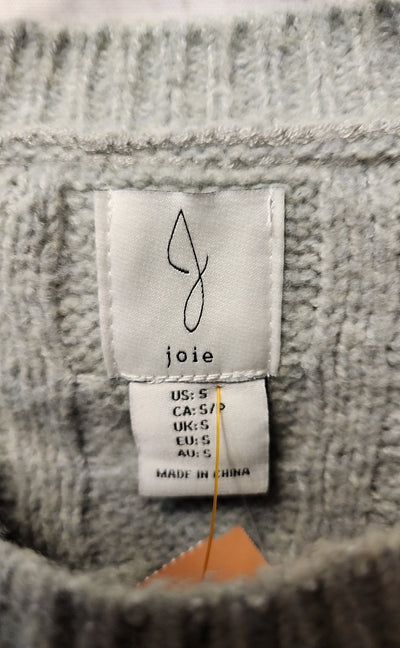 joie
US: S
CA: S/P
UK: S
EU: S
AU: S
MADE IN CHINA